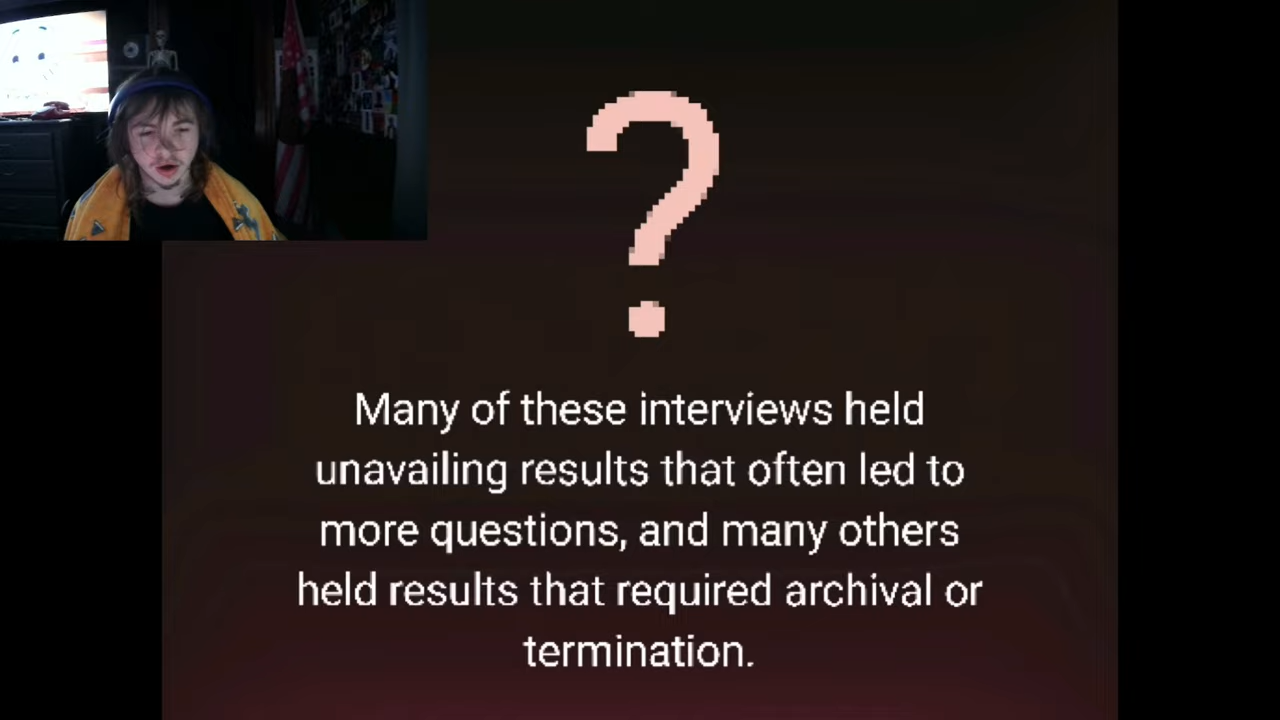 ?
Many of these interviews held
unavailing results that often led to
more questions, and many others
held results that required archival or
termination.